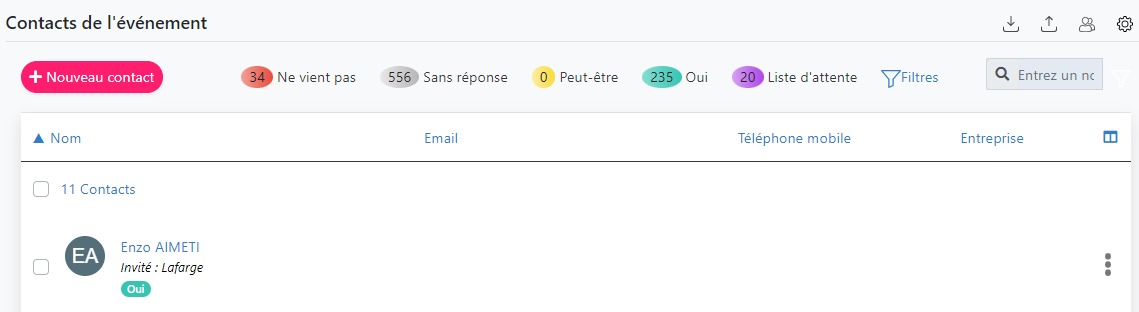 Contacts de l'événement
+ Nouveau contact 34 Ne vient pas 556 Sans réponse 0 Peut-être 235 Oui 20 Liste d'attente Filtres Entrez un nc
Nom Email Téléphone mobile Entreprise
11 Contacts
EA Enzo AIMETI
Invité : Lafarge
Oui